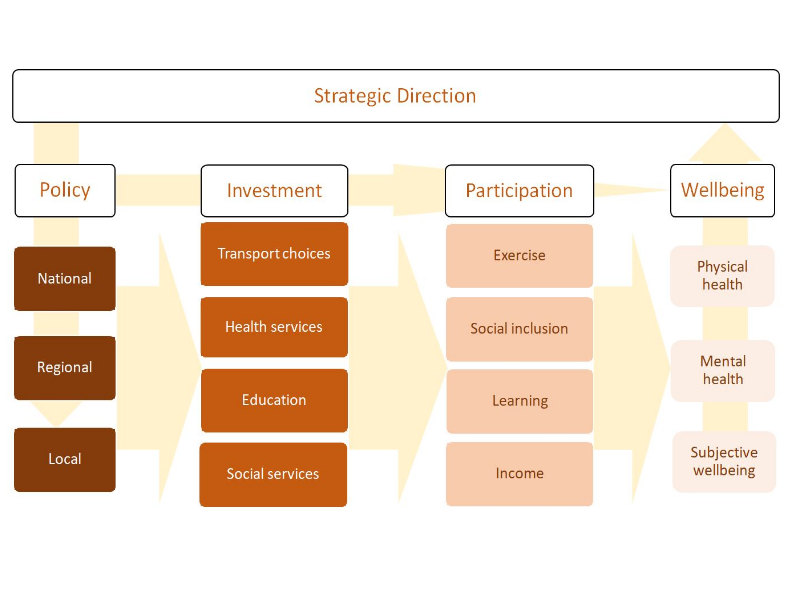 Strategic Direction
Policy
Investment
Participation
Wellbeing
National
Regional
Local
Transport choices
Health services
Education
Social services
Exercise
Social inclusion
Learning
Income
Physical
health
Mental
health
Subjective
wellbeing